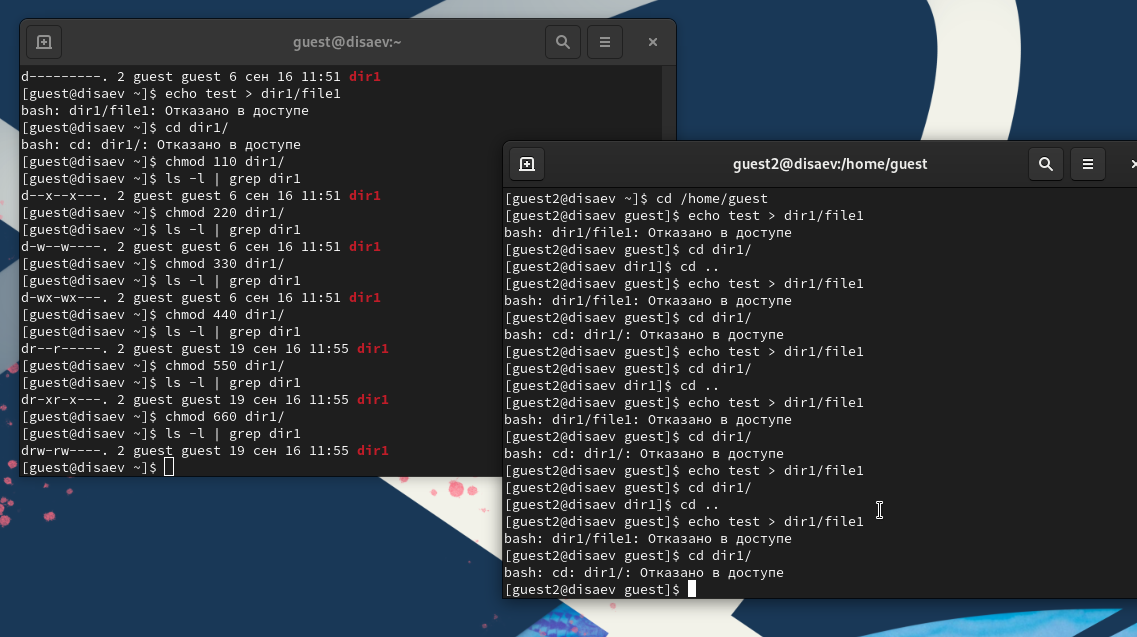 guest@disaev:~
d---------. 2 guest guest 6 сен 16 11:51 dir1
[guest@disaev ~]$ echo test > dir1/file1
bash: dir1/file1: Отказано в доступе
[guest@disaev ~]$ cd dir1/
bash: cd: dir1/: Отказано в доступе
[guest@disaev ~]$ chmod 110 dir1/
[guest@disaev ~]$ ls -l | grep dir1
d--x--x---. 2 guest guest 6 сен 16 11:51 dir1
[guest@disaev ~]$ chmod 220 dir1/
[guest@disaev ~]$ ls -l | grep dir1
d-w--w----. 2 guest guest 6 сен 16 11:51 dir1
[guest@disaev ~]$ chmod 330 dir1/
[guest@disaev ~]$ ls -l | grep dir1
d-wx-wx---. 2 guest guest 6 сен 16 11:51 dir1
[guest@disaev ~]$ chmod 440 dir1/
[guest@disaev ~]$ ls -l | grep dir1
dr--r-----. 2 guest guest 19 сен 16 11:55 dir1
[guest@disaev ~]$ chmod 550 dir1/
[guest@disaev ~]$ ls -l | grep dir1
dr-xr-x---. 2 guest guest 19 сен 16 11:55 dir1
[guest@disaev ~]$ chmod 660 dir1/
[guest@disaev ~]$ ls -l | grep dir1
drw-rw----. 2 guest guest 19 сен 16 11:55 dir1
[guest@disaev ~]$
guest2@disaev:/home/guest
[guest2@disaev ~]$ cd /home/guest
[guest2@disaev guest]$ echo test > dir1/file1
bash: dir1/file1: Отказано в доступе
[guest2@disaev guest]$ cd dir1/
[guest2@disaev dir1]$ cd ..
[guest2@disaev guest]$ echo test > dir1/file1
bash: dir1/file1: Отказано в доступе
[guest2@disaev guest]$ cd dir1/
bash: cd: dir1/: Отказано в доступе
[guest2@disaev guest]$ echo test > dir1/file1
[guest2@disaev guest]$ cd dir1/
[guest2@disaev dir1]$ cd ..
[guest2@disaev guest]$ echo test > dir1/file1
bash: dir1/file1: Отказано в доступе
[guest2@disaev guest]$ cd dir1/
bash: cd: dir1/: Отказано в доступе
[guest2@disaev guest]$ echo test > dir1/file1
[guest2@disaev guest]$ cd dir1/
[guest2@disaev dir1]$ cd ..
[guest2@disaev guest]$ echo test > dir1/file1
bash: dir1/file1: Отказано в доступе
[guest2@disaev guest]$ cd dir1/
bash: cd: dir1/: Отказано в доступе
[guest2@disaev guest]$